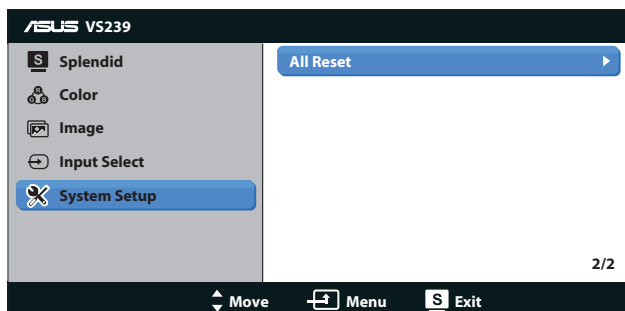 ASUS VS239
S Splendid
Color
Image
Input Select
System Setup
All Reset
2/2
Move Menu S Exit